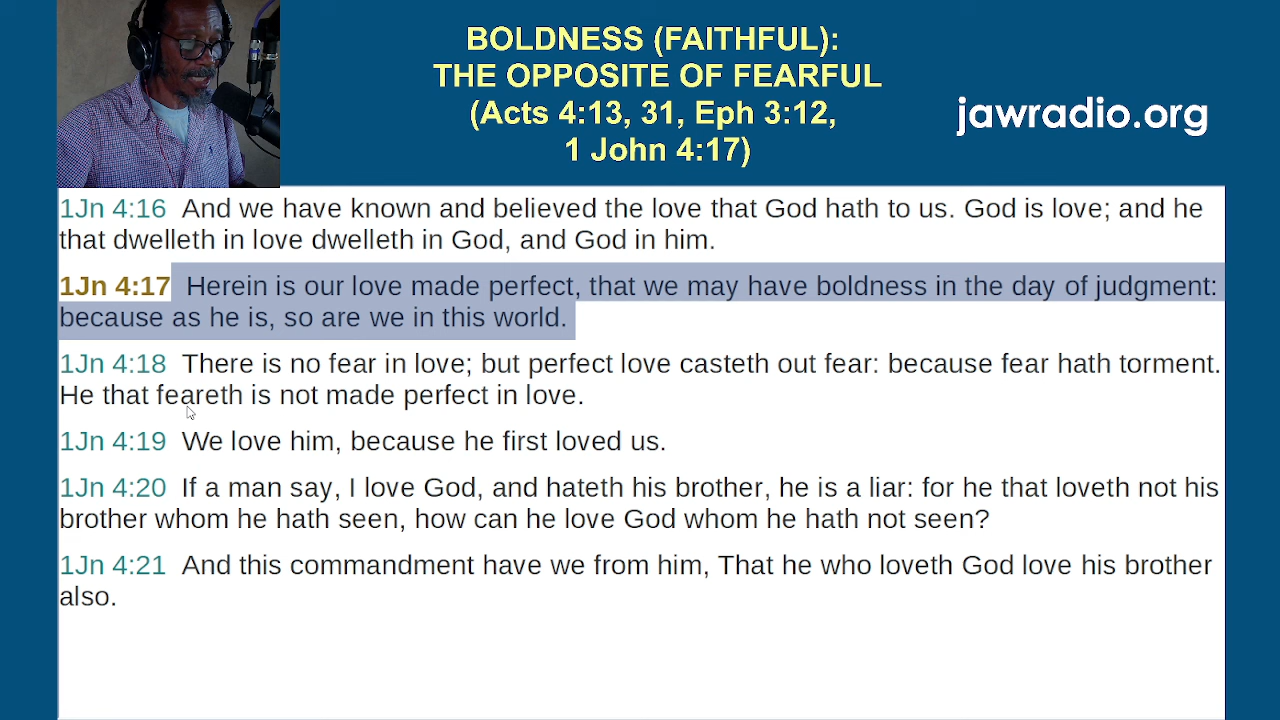 BOLDNESS (FAITHFUL):
THE OPPOSITE OF FEARFUL
(Acts 4:13, 31, Eph 3:12,
1 John 4:17)
jawradio.org
1Jn 4:16 And we have known and believed the love that God hath to us. God is love; and he
that dwelleth in love dwelleth in God, and God in him.
1Jn 4:17 Herein is our love made perfect, that we may have boldness in the day of judgment:
because as he is, so are we in this world.
1Jn 4:18 There is no fear in love; but perfect love casteth out fear: because fear hath torment.
He that feareth is not made perfect in love.
1Jn 4:19 We love him, because he first loved us.
1Jn 4:20 If a man say, I love God, and hateth his brother, he is a liar: for he that loveth not his
brother whom he hath seen, how can he love God whom he hath not seen?
1Jn 4:21 And this commandment have we from him, That he who loveth God love his brother
also.